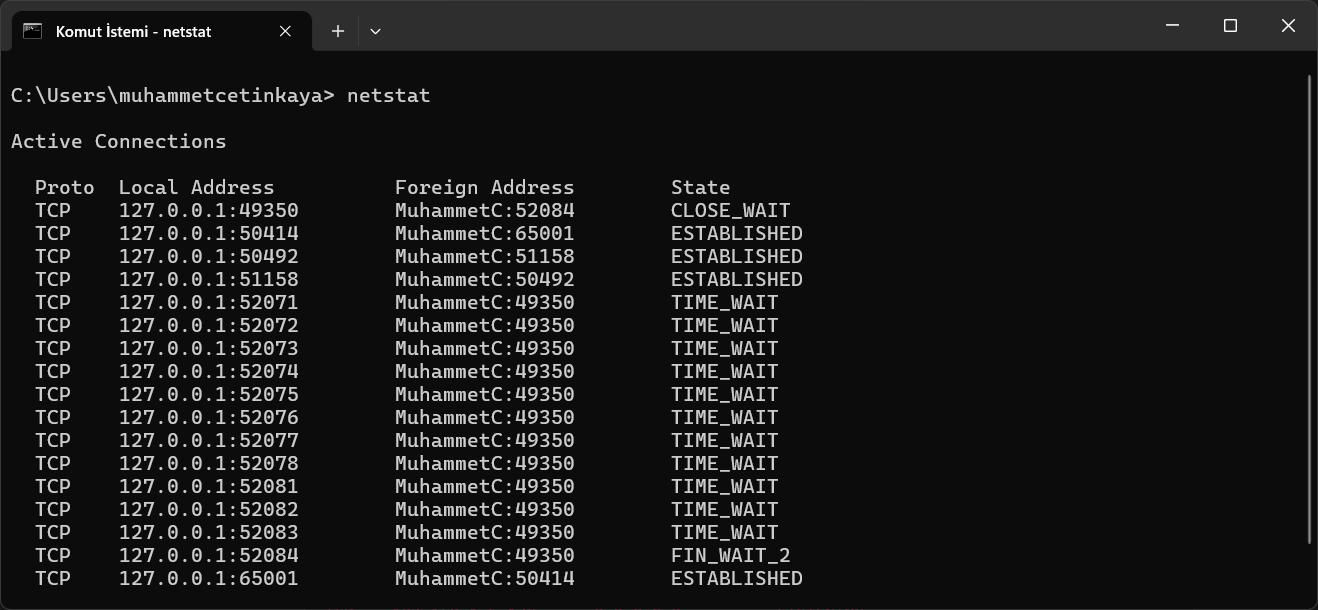 Komut İstemi - netstat
C:\Users\muhammetcetinkaya> netstat
Active Connections
Proto  Local Address          Foreign Address        State
TCP    127.0.0.1:49350        MuhammetC:52084        CLOSE_WAIT
TCP    127.0.0.1:50414        MuhammetC:65001        ESTABLISHED
TCP    127.0.0.1:50492        MuhammetC:51158        ESTABLISHED
TCP    127.0.0.1:51158        MuhammetC:50492        ESTABLISHED
TCP    127.0.0.1:52071        MuhammetC:49350        TIME_WAIT
TCP    127.0.0.1:52072        MuhammetC:49350        TIME_WAIT
TCP    127.0.0.1:52073        MuhammetC:49350        TIME_WAIT
TCP    127.0.0.1:52074        MuhammetC:49350        TIME_WAIT
TCP    127.0.0.1:52075        MuhammetC:49350        TIME_WAIT
TCP    127.0.0.1:52076        MuhammetC:49350        TIME_WAIT
TCP    127.0.0.1:52077        MuhammetC:49350        TIME_WAIT
TCP    127.0.0.1:52078        MuhammetC:49350        TIME_WAIT
TCP    127.0.0.1:52081        MuhammetC:49350        TIME_WAIT
TCP    127.0.0.1:52082        MuhammetC:49350        TIME_WAIT
TCP    127.0.0.1:52083        MuhammetC:49350        TIME_WAIT
TCP    127.0.0.1:52084        MuhammetC:49350        FIN_WAIT_2
TCP    127.0.0.1:65001        MuhammetC:50414        ESTABLISHED